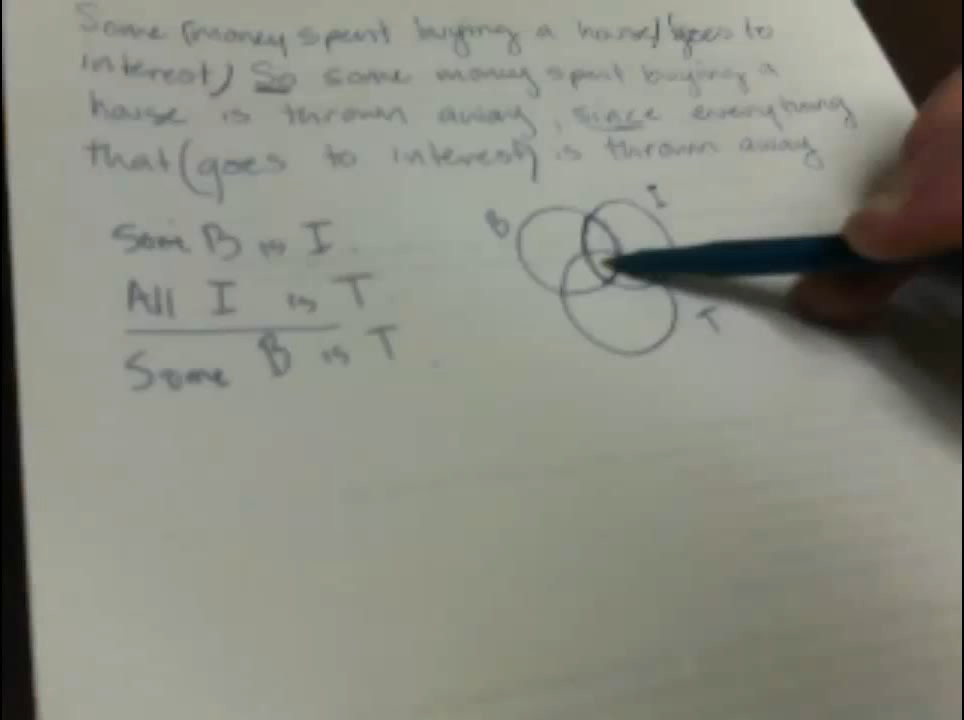 Some (money spent buying a house) (goes to
interest) So some money spent buying a
house is thrown away, since everything
that (goes to interest) is thrown away
Some B is I.
All I is T
Some B is T
B
I
T